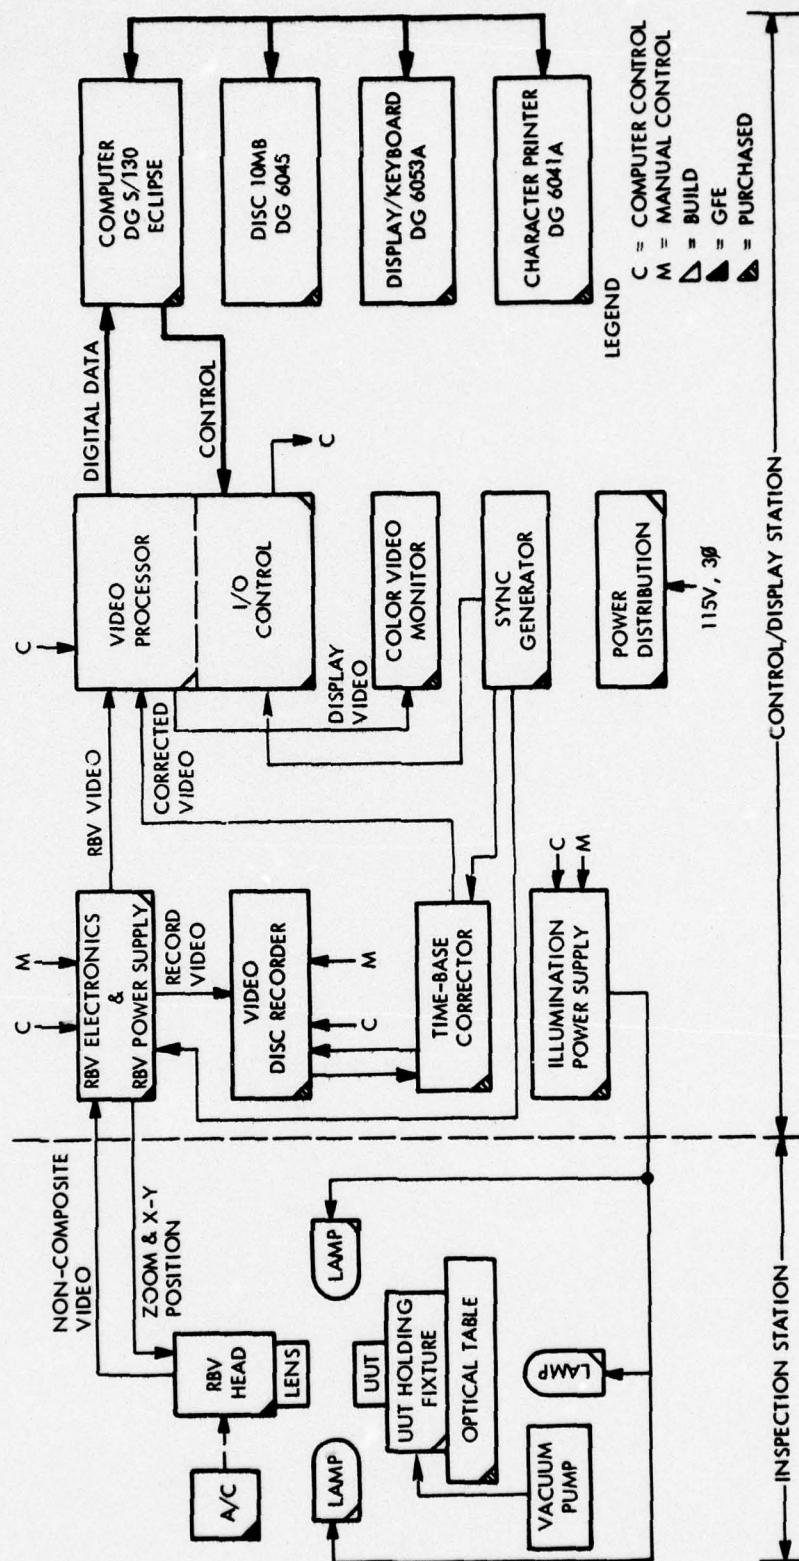 NON-COMPOSITE
VIDEO
ZOOM & X-Y
POSITION
A/C
RBV
HEAD
LENS
LAMP
LAMP
UUT
UUT HOLDING
FIXTURE
OPTICAL TABLE
VACUUM
PUMP
LAMP
INSPECTION STATION
C
M
RBV ELECTRONICS
&
RBV POWER SUPPLY
RBV VIDEO
RECORD
VIDEO
CORRECTED
VIDEO
VIDEO
DISC RECORDER
C
M
TIME-BASE
CORRECTOR
ILLUMINATION
POWER SUPPLY
C
M
C
VIDEO
PROCESSOR
I/O
CONTROL
DIGITAL DATA
CONTROL
C
DISPLAY
VIDEO
COLOR VIDEO
MONITOR
SYNC
GENERATOR
POWER
DISTRIBUTION
115V, 3Ø
COMPUTER
DG S/130
ECLIPSE
DISC 10MB
DG 6045
DISPLAY/KEYBOARD
DG 6053A
CHARACTER PRINTER
DG 6041A
LEGEND
C = COMPUTER CONTROL
M = MANUAL CONTROL
= BUILD
= GFE
= PURCHASED
CONTROL/DISPLAY STATION